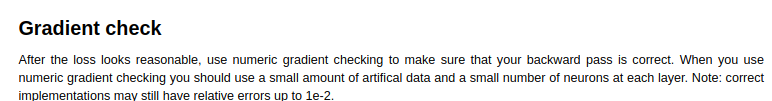 Gradient check
After the loss looks reasonable, use numeric gradient checking to make sure that your backward pass is correct. When you use
numeric gradient checking you should use a small amount of artifical data and a small number of neurons at each layer. Note: correct
implementations may still have relative errors up to 1e-2.